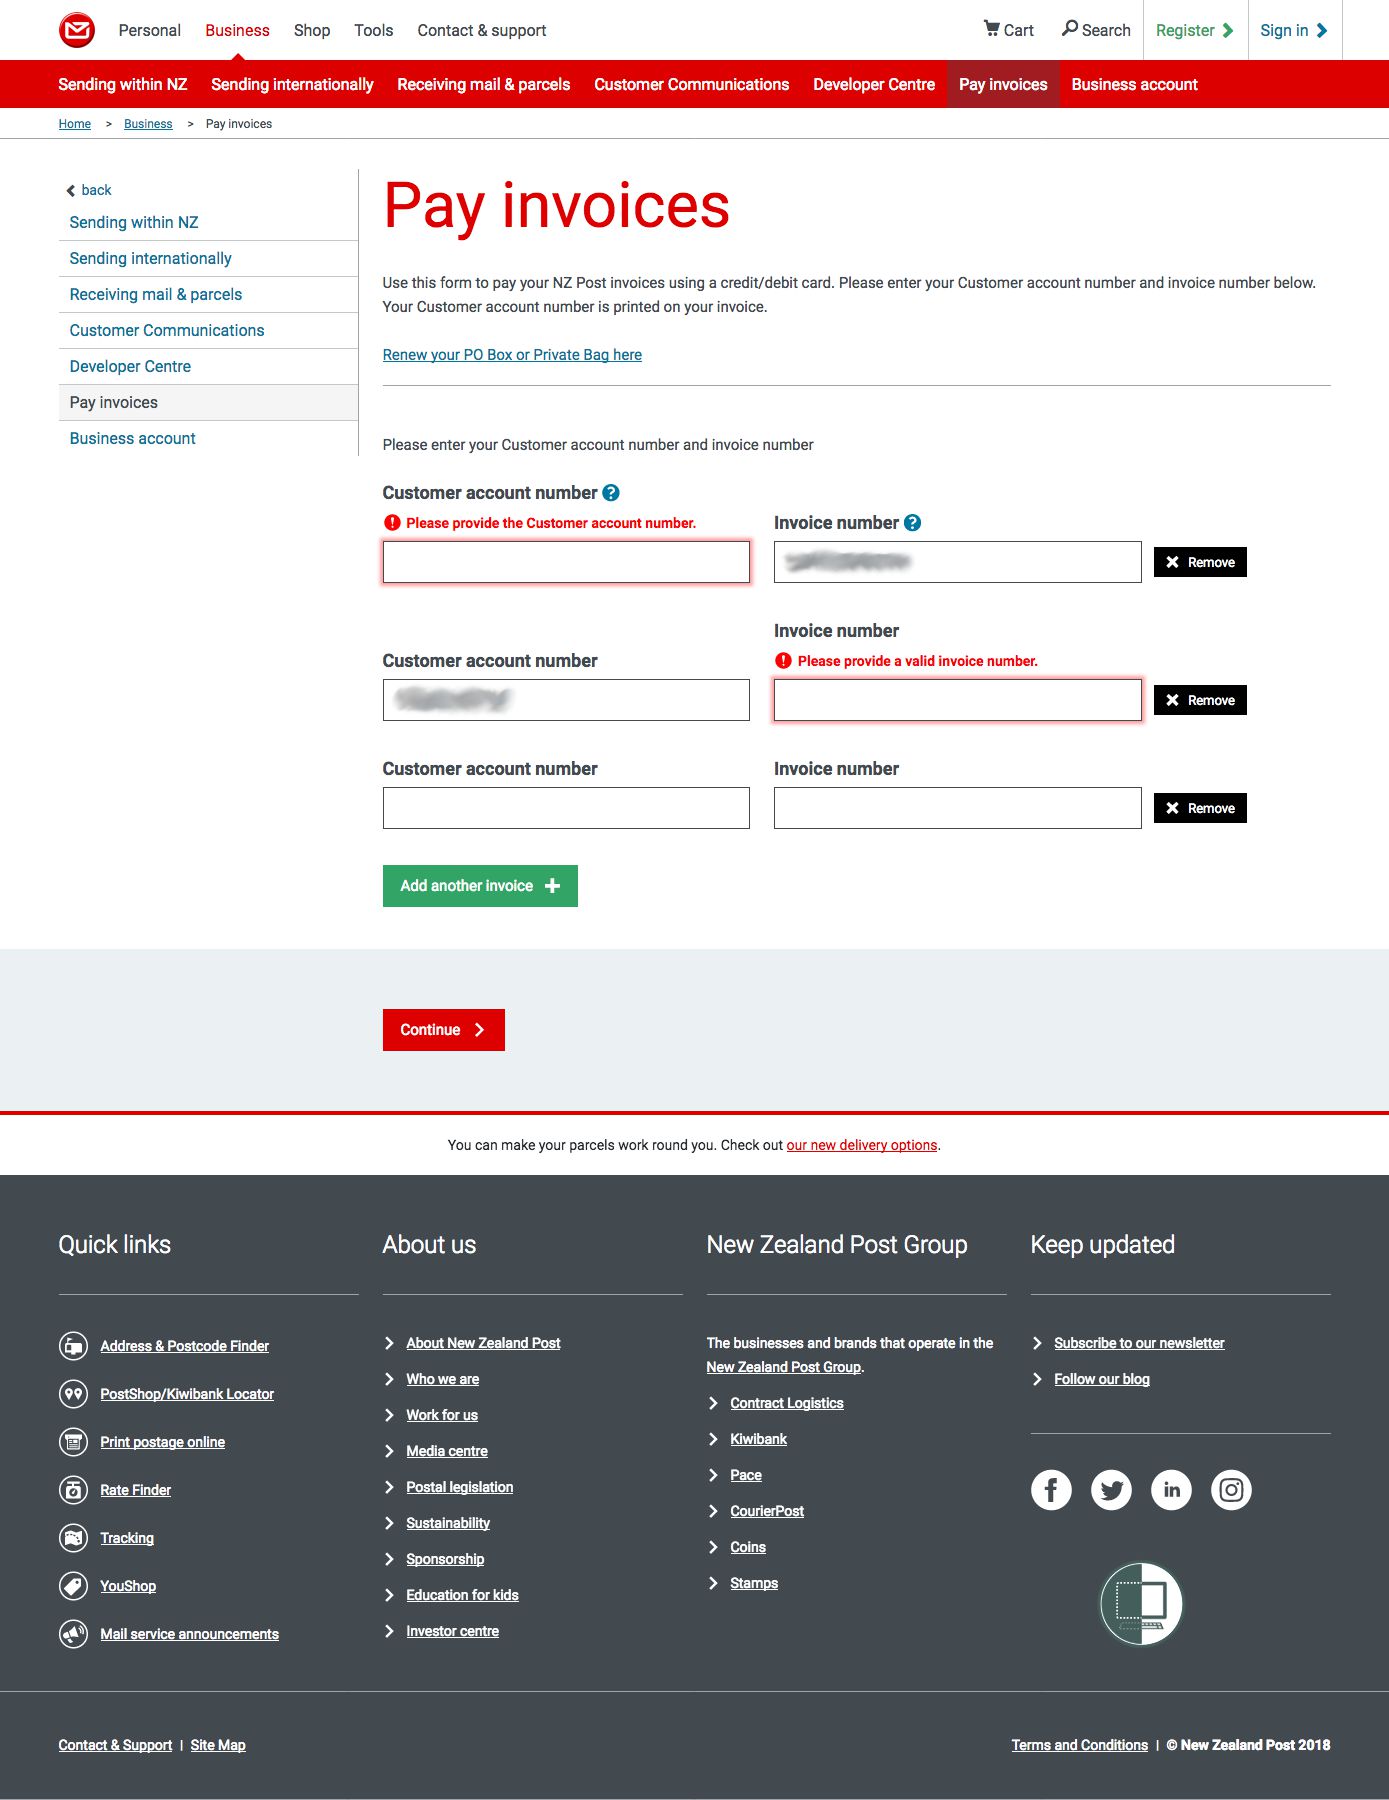 Personal Business Shop Tools Contact & support Cart Search Register Sign in
Sending within NZ Sending internationally Receiving mail & parcels Customer Communications Developer Centre Pay invoices Business account
Home > Business > Pay invoices
back
Sending within NZ
Sending internationally
Receiving mail & parcels
Customer Communications
Developer Centre
Pay invoices
Business account
Pay invoices
Use this form to pay your NZ Post invoices using a credit/debit card. Please enter your Customer account number and invoice number below.
Your Customer account number is printed on your invoice.
Renew your PO Box or Private Bag here
Please enter your Customer account number and invoice number
Customer account number ?
! Please provide the Customer account number.
Invoice number ?
Remove
Invoice number
Customer account number
! Please provide a valid invoice number.
Remove
Customer account number Invoice number
Remove
Add another invoice +
Continue
You can make your parcels work round you. Check out our new delivery options.
Quick links
Address & Postcode Finder
PostShop/Kiwibank Locator
Print postage online
Rate Finder
Tracking
YouShop
Mail service announcements
About us
About New Zealand Post
Who we are
Work for us
Media centre
Postal legislation
Sustainability
Sponsorship
Education for kids
Investor centre
New Zealand Post Group
The businesses and brands that operate in the
New Zealand Post Group.
Contract Logistics
Kiwibank
Pace
CourierPost
Coins
Stamps
Keep updated
Subscribe to our newsletter
Follow our blog
f in
Contact & Support | Site Map
Terms and Conditions | © New Zealand Post 2018